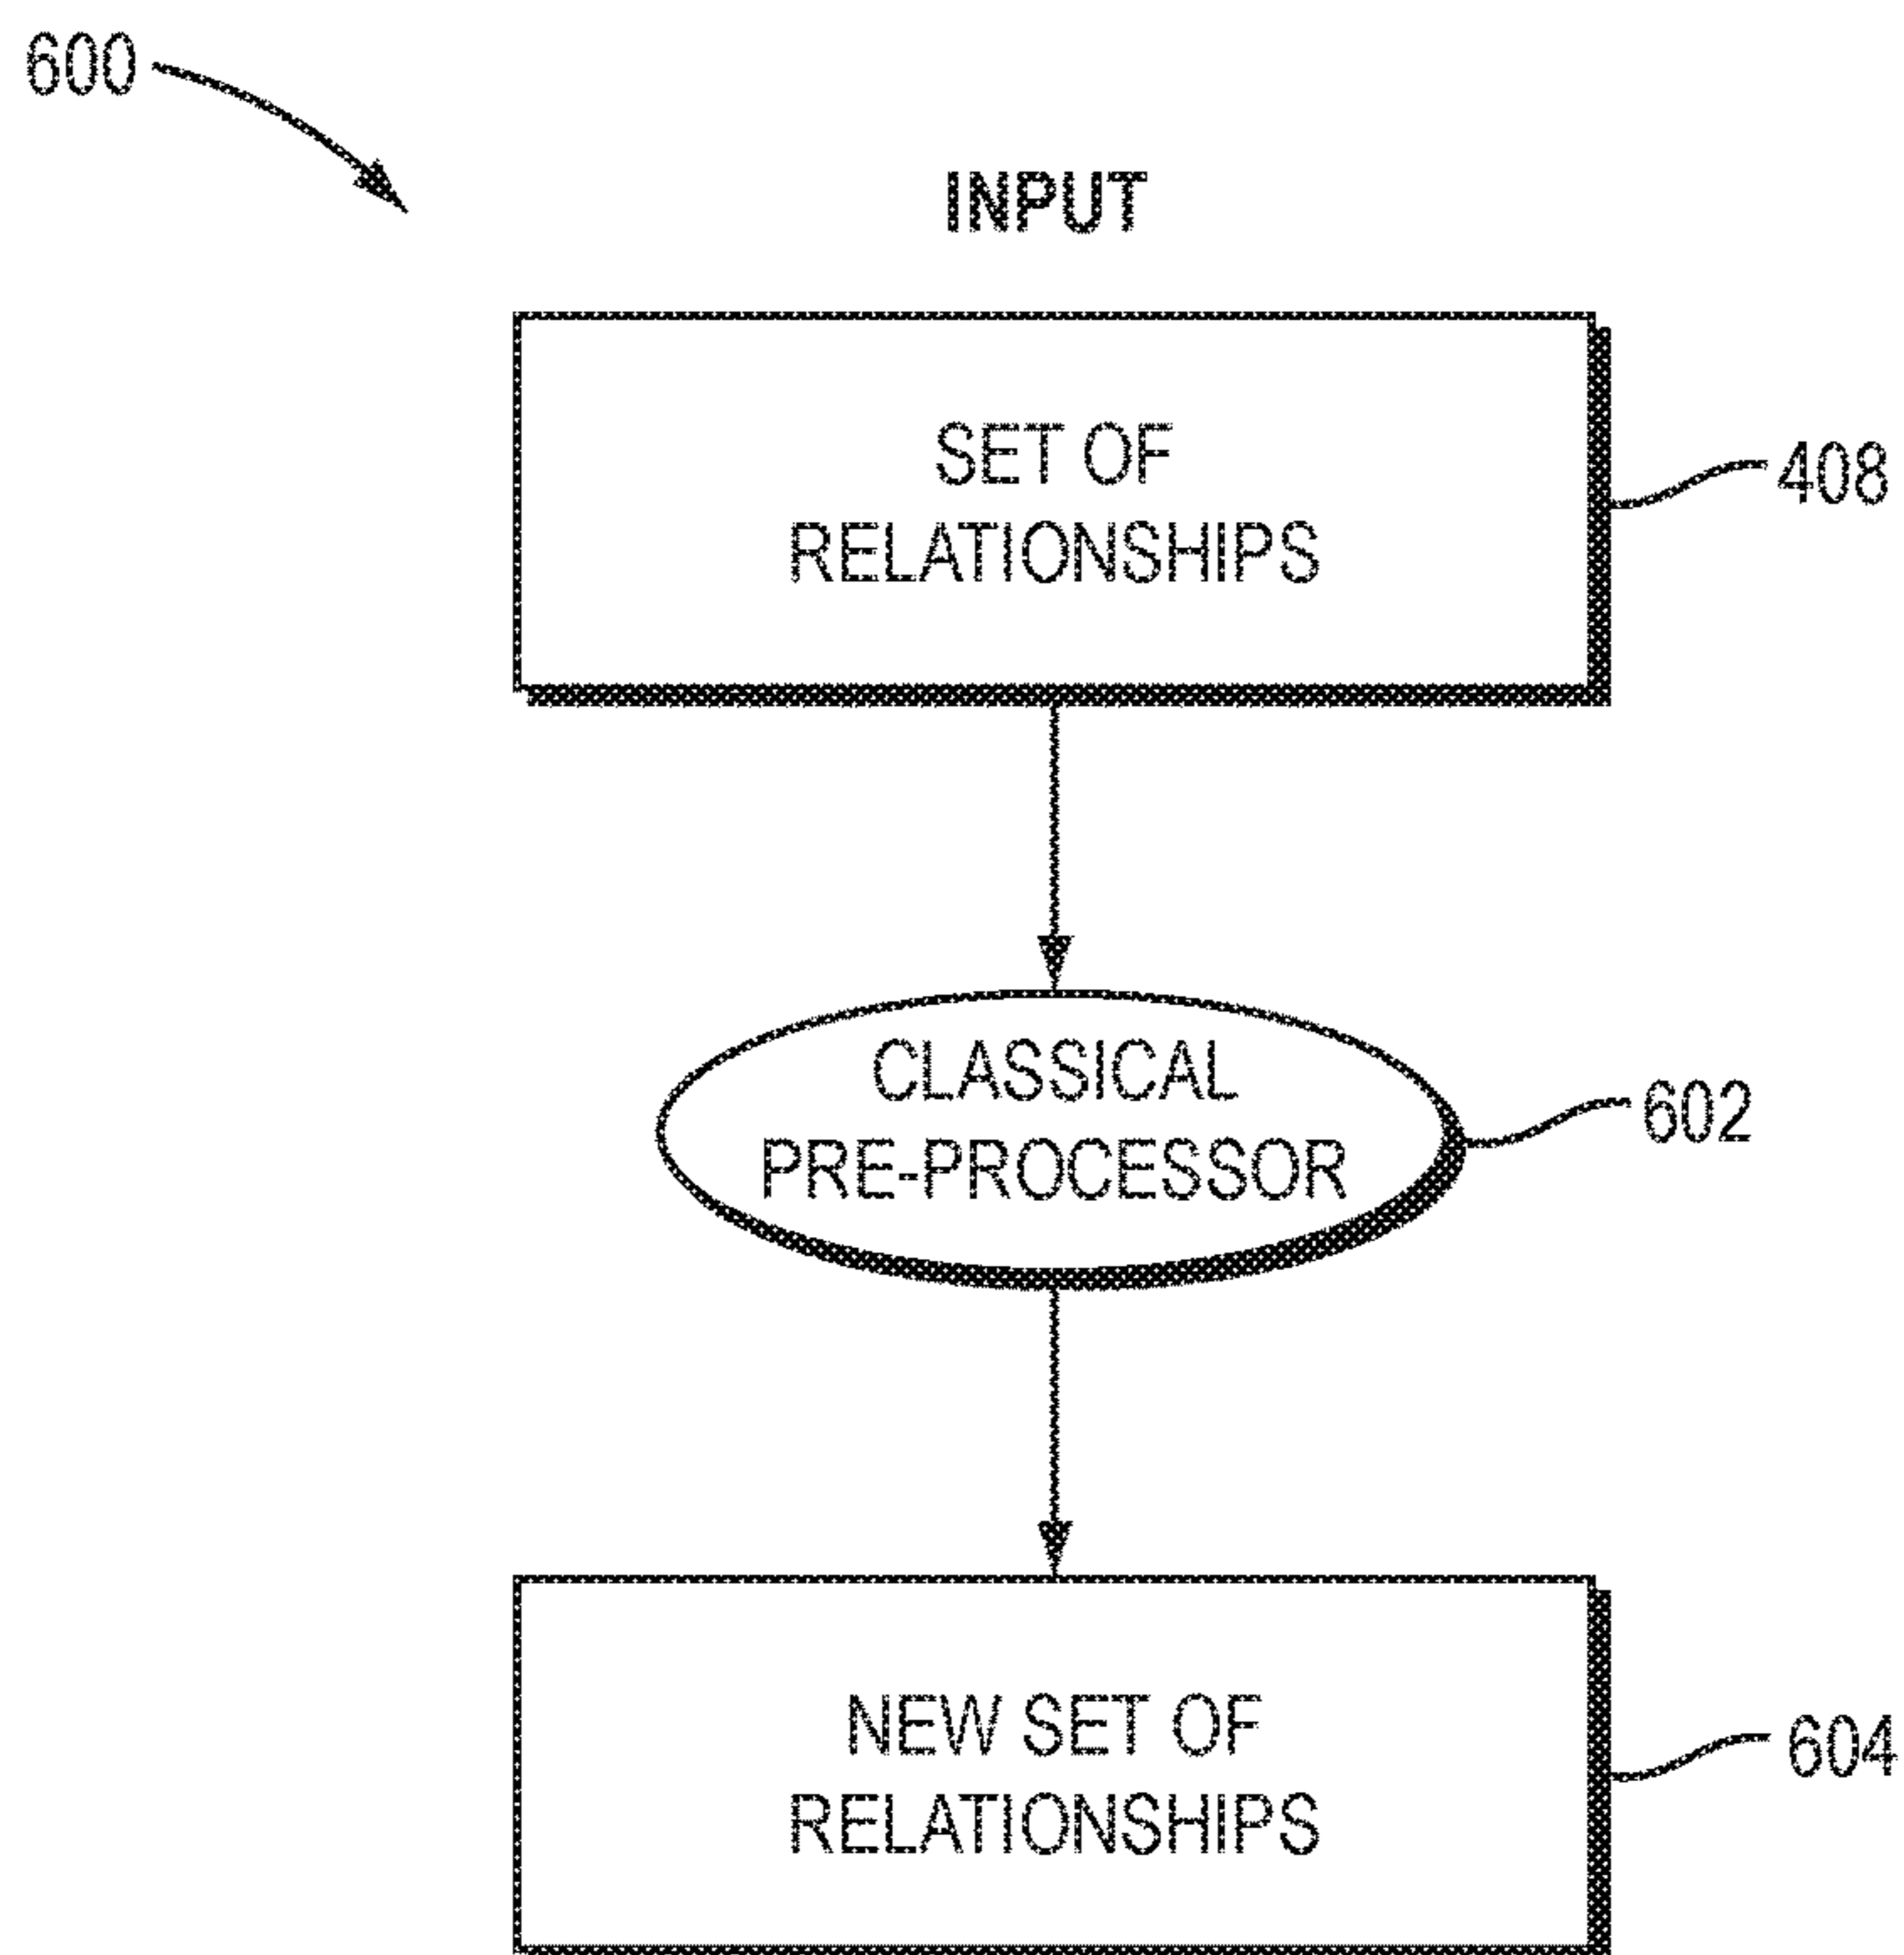 600
INPUT
SET OF
RELATIONSHIPS
408
CLASSICAL
PRE-PROCESSOR
602
NEW SET OF
RELATIONSHIPS
604